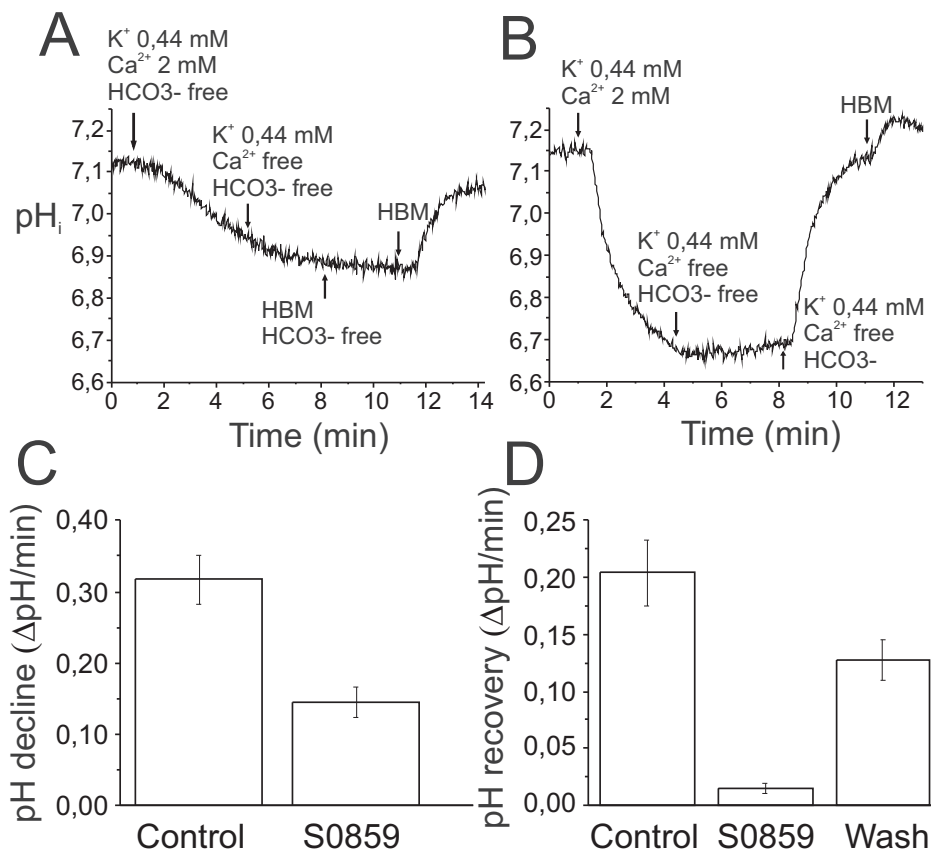 A
K⁺ 0,44 mM
Ca²⁺ 2 mM
HCO3- free
K⁺ 0,44 mM
Ca²⁺ free
HCO3- free
HBM
HBM
HCO3- free
pHᵢ
7,2
7,1
7,0
6,9
6,8
6,7
6,6
0 2 4 6 8 10 12 14
Time (min)
B
K⁺ 0,44 mM
Ca²⁺ 2 mM
HBM
K⁺ 0,44 mM
Ca²⁺ free
HCO3- free
K⁺ 0,44 mM
Ca²⁺ free
HCO3-
7,2
7,1
7,0
6,9
6,8
6,7
6,6
0 2 4 6 8 10 12
Time (min)
C
pH decline (ΔpH/min)
0,40
0,30
0,20
0,10
0,00
Control S0859
D
pH recovery (ΔpH/min)
0,25
0,20
0,15
0,10
0,05
0,00
Control S0859 Wash